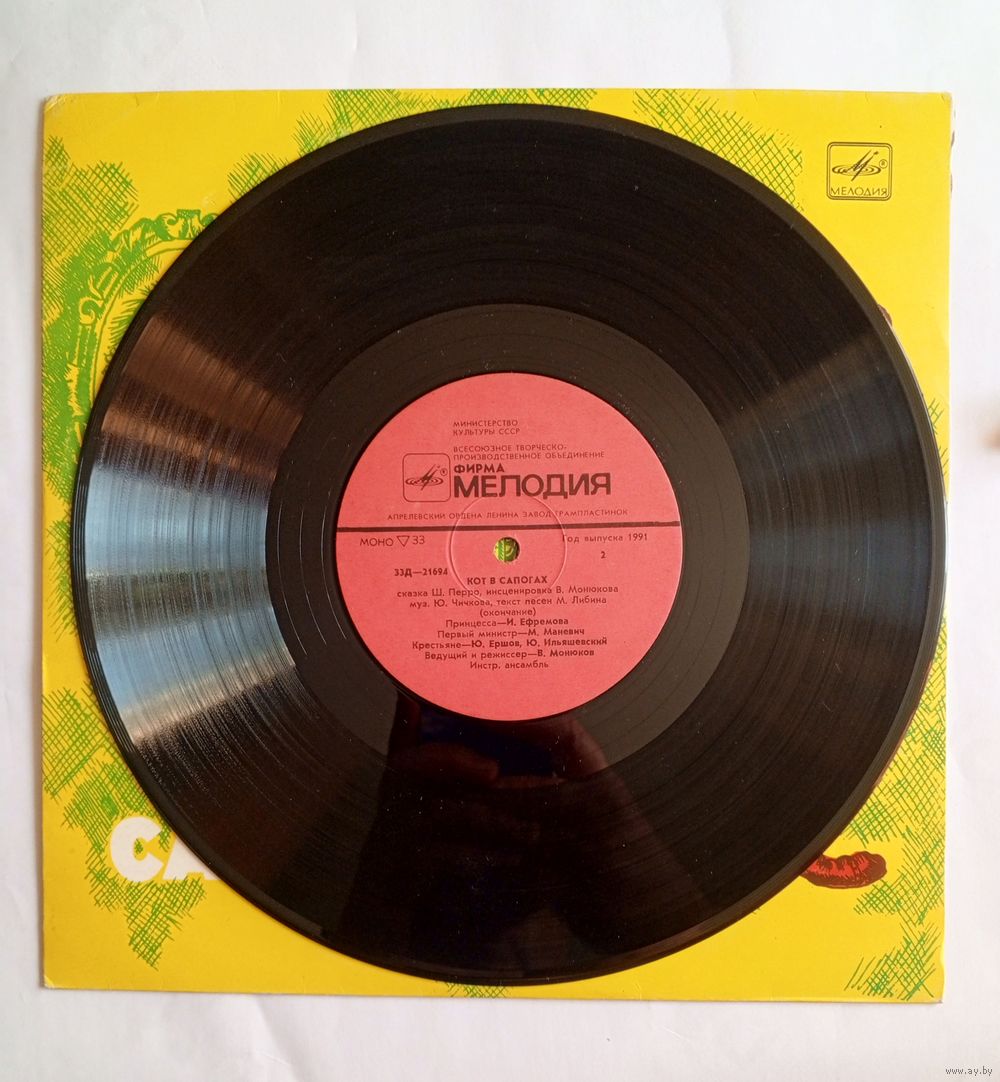 МЕЛОДИЯ
МИНИСТЕРСТВО
КУЛЬТУРЫ СССР
ВСЕСОЮЗНОЕ ТВОРЧЕСКО-
ПРОИЗВОДСТВЕННОЕ ОБЪЕДИНЕНИЕ
ФИРМА
МЕЛОДИЯ
АПРЕЛЕВСКИЙ ОРДЕНА ЛЕНИНА ЗАВОД ГРАМПЛАСТИНОК
МОНО ▽ 33 Год выпуска 1991
2
33Д—21694
КОТ В САПОГАХ
сказка Ш. Перро, инсценировка В. Монюкова
муз. Ю. Чичкова, текст песен М. Либина
(окончание)
Принцесса—И. Ефремова
Первый министр—М. Маневич
Крестьяне—Ю. Ершов, Ю. Ильяшевский
Ведущий и режиссер—В. Монюков
Инстр. ансамбль
СА
www.ay.by